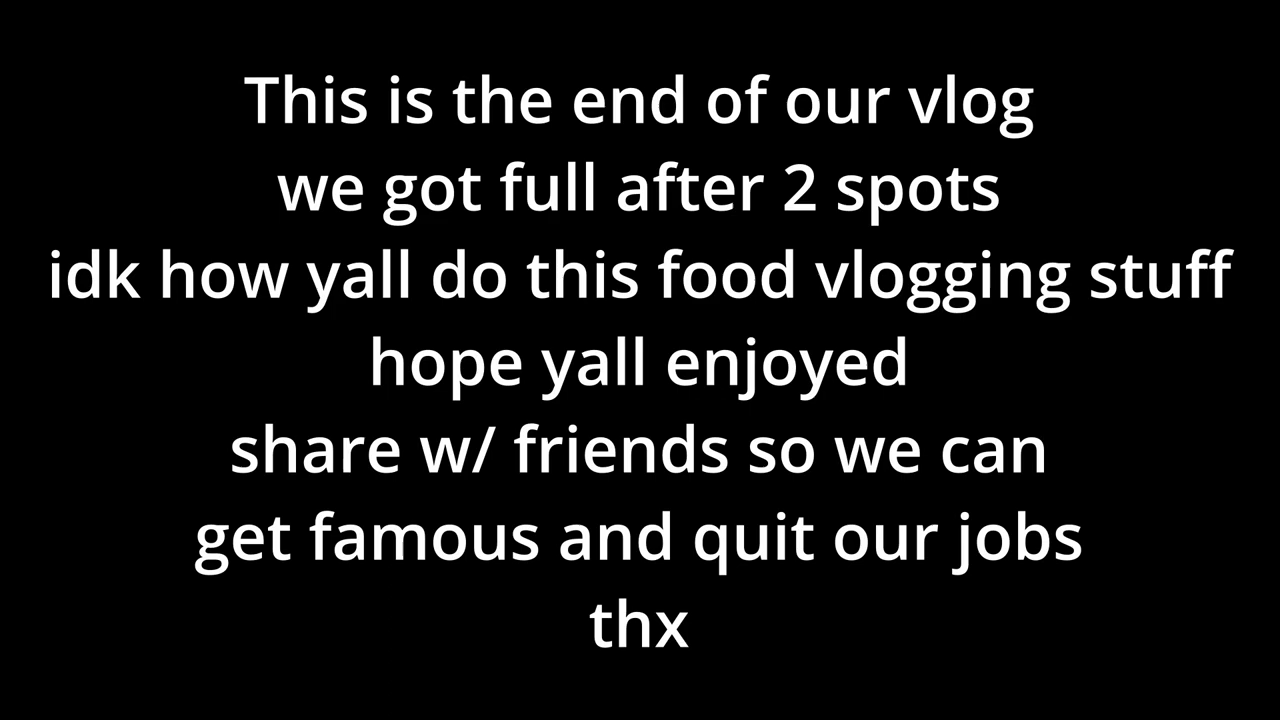 This is the end of our vlog
we got full after 2 spots
idk how yall do this food vlogging stuff
hope yall enjoyed
share w/ friends so we can
get famous and quit our jobs
thx